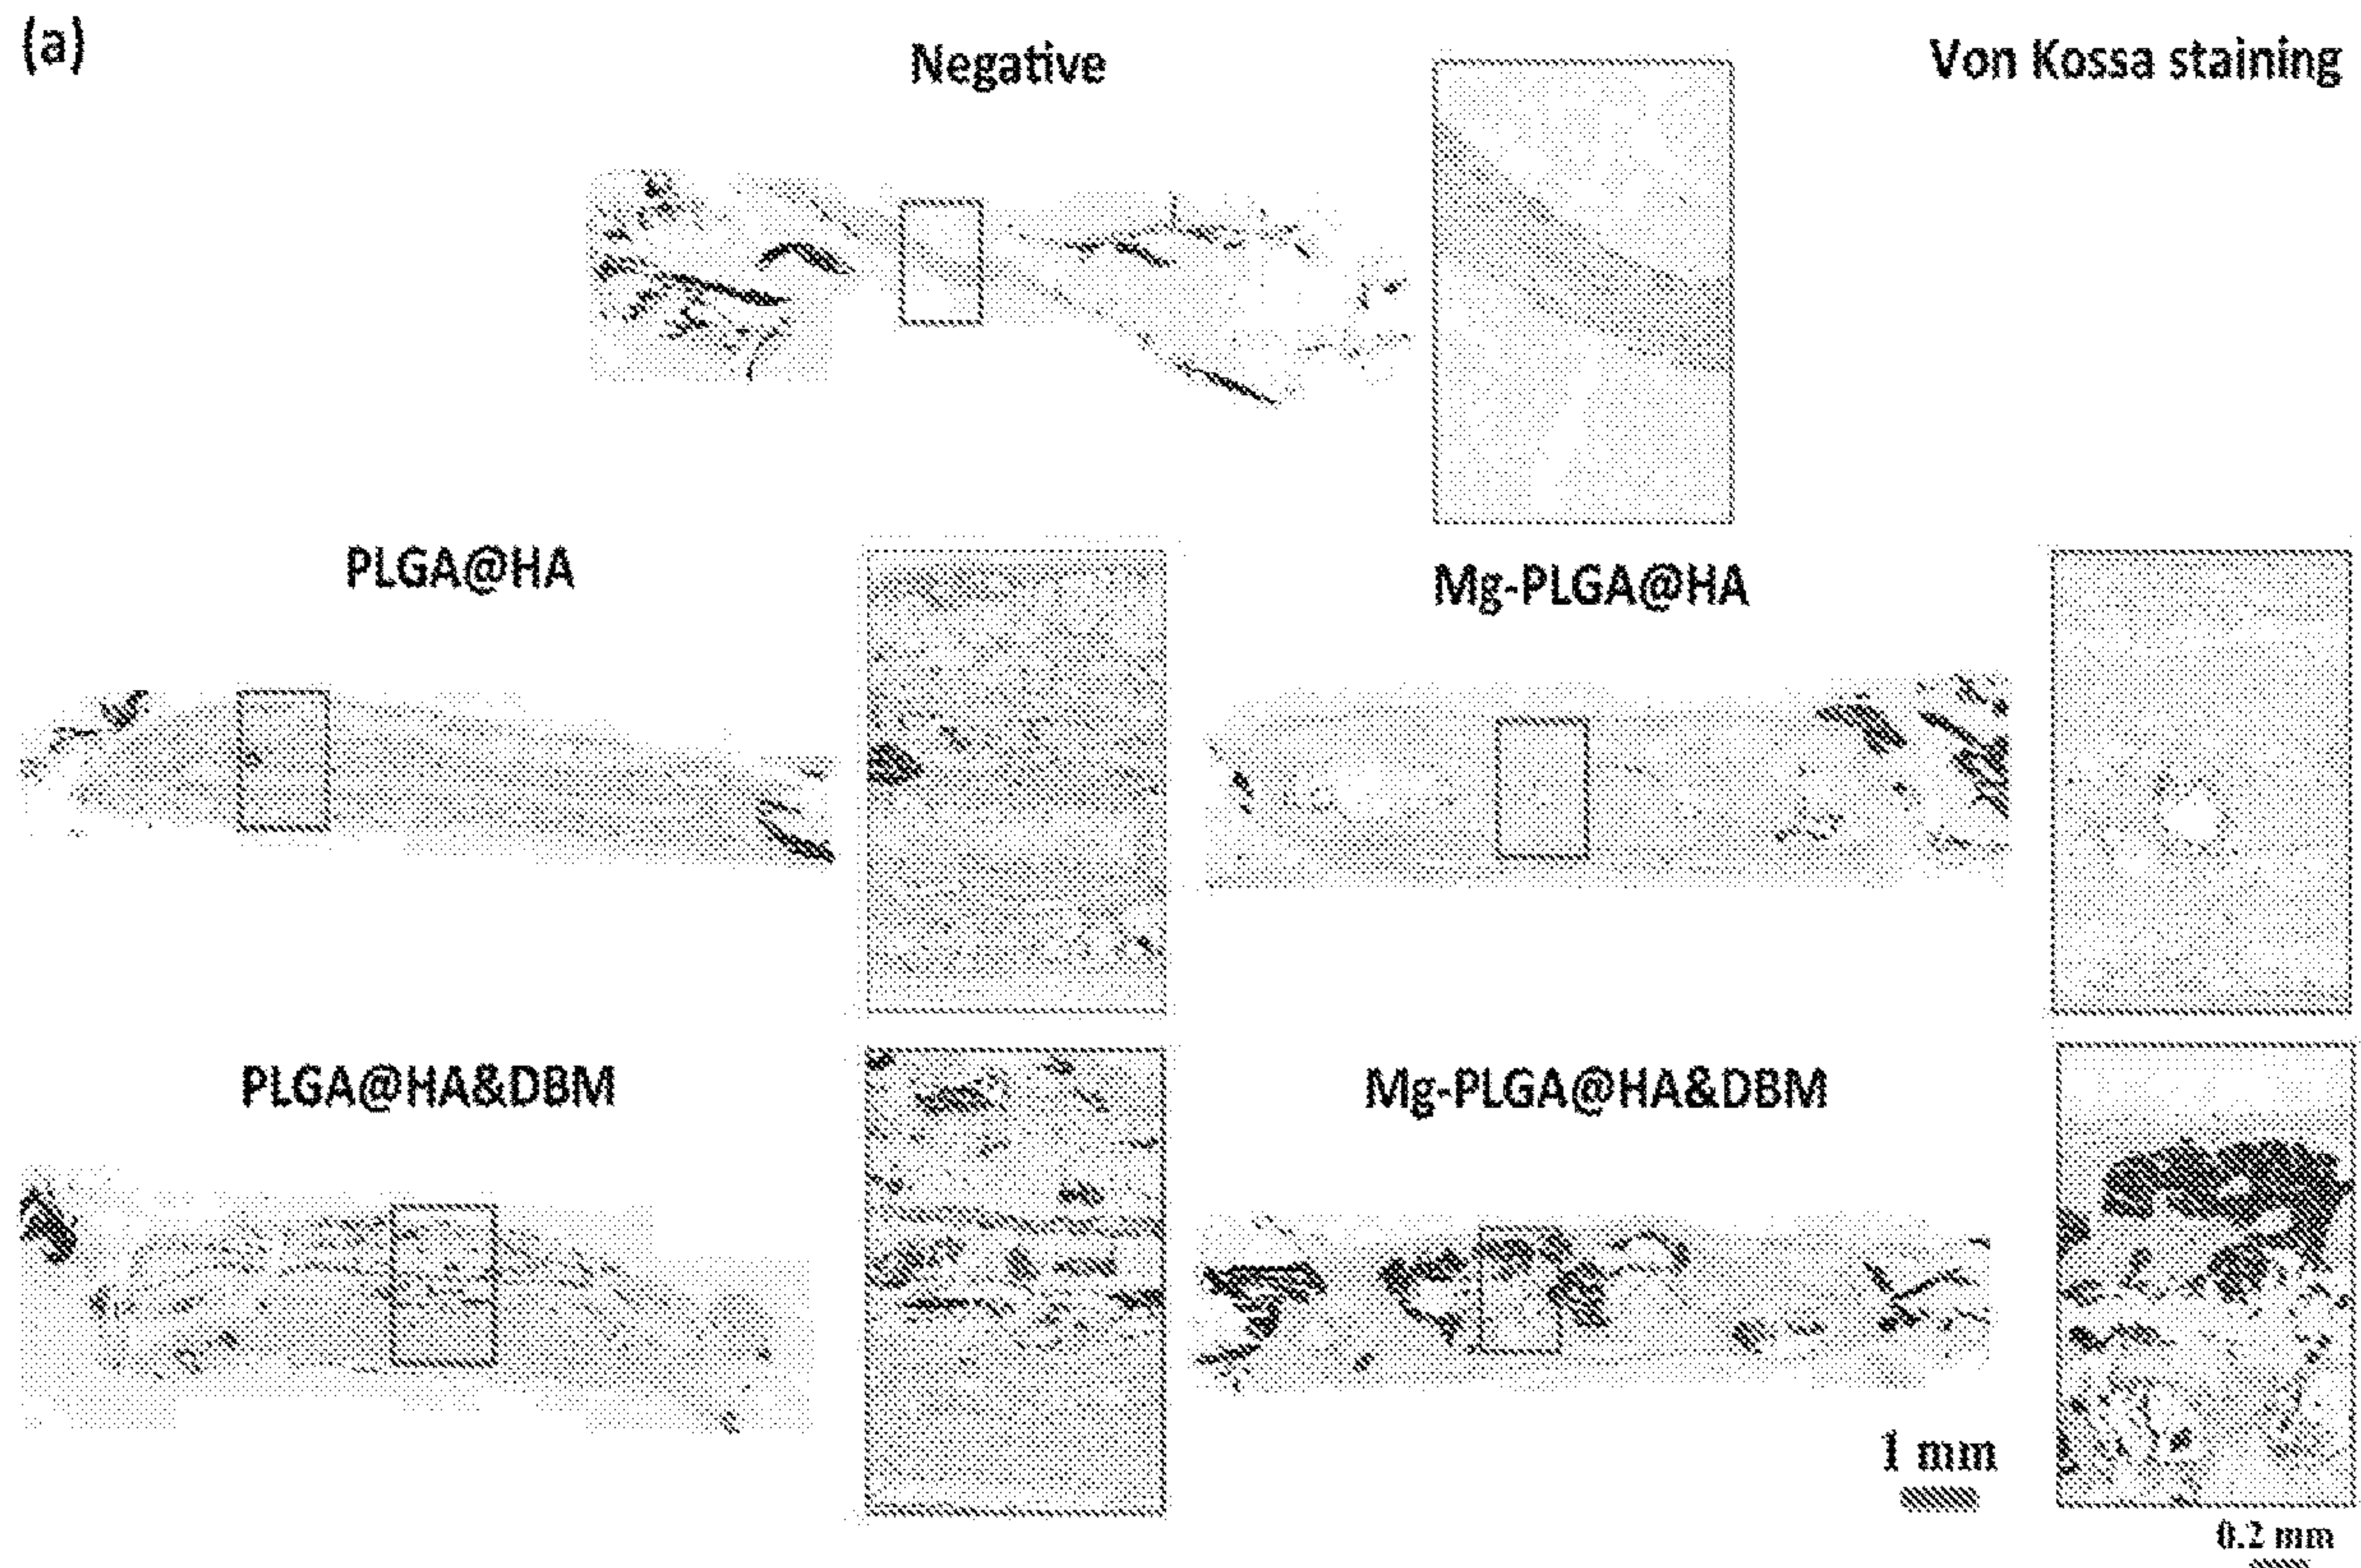 (a)
Negative
Von Kossa staining
PLGA@HA
Mg-PLGA@HA
PLGA@HA&DBM
Mg-PLGA@HA&DBM
1 mm
0.2 mm